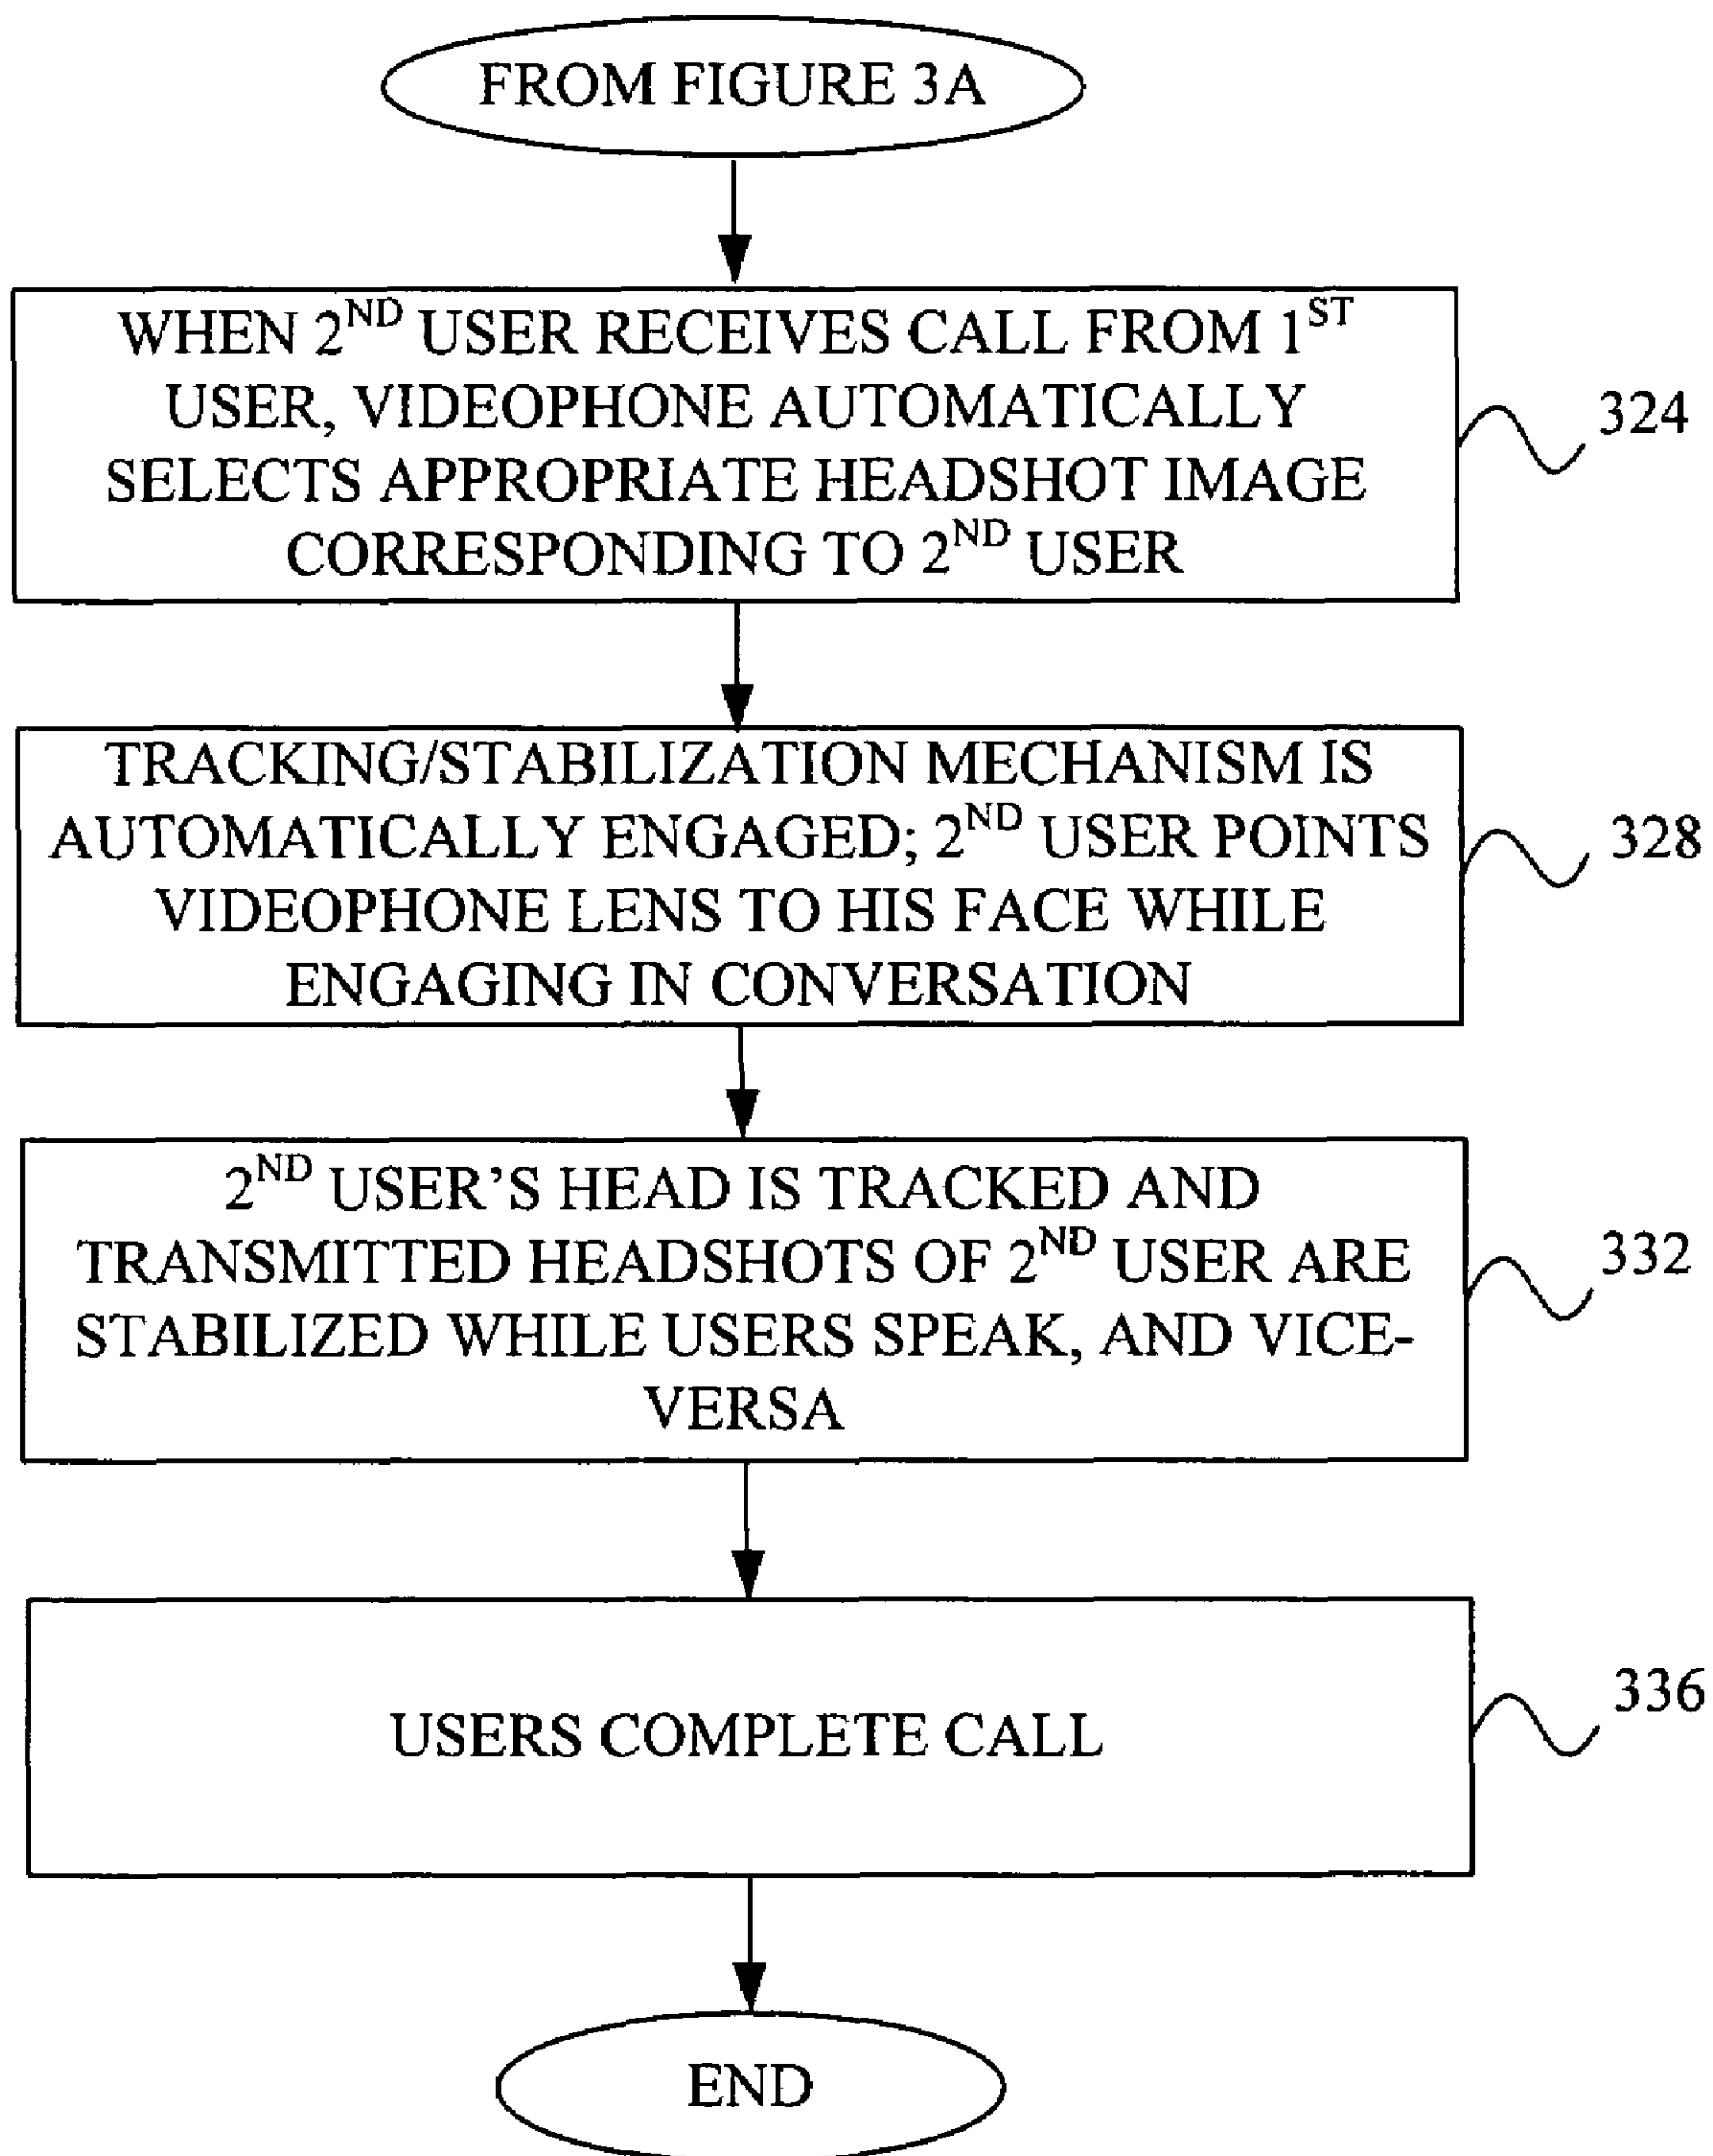 FROM FIGURE 3A
WHEN 2ND USER RECEIVES CALL FROM 1ST
USER, VIDEOPHONE AUTOMATICALLY
SELECTS APPROPRIATE HEADSHOT IMAGE
CORRESPONDING TO 2ND USER
324
TRACKING/STABILIZATION MECHANISM IS
AUTOMATICALLY ENGAGED; 2ND USER POINTS
VIDEOPHONE LENS TO HIS FACE WHILE
ENGAGING IN CONVERSATION
328
2ND USER’S HEAD IS TRACKED AND
TRANSMITTED HEADSHOTS OF 2ND USER ARE
STABILIZED WHILE USERS SPEAK, AND VICE-
VERSA
332
USERS COMPLETE CALL
336
END